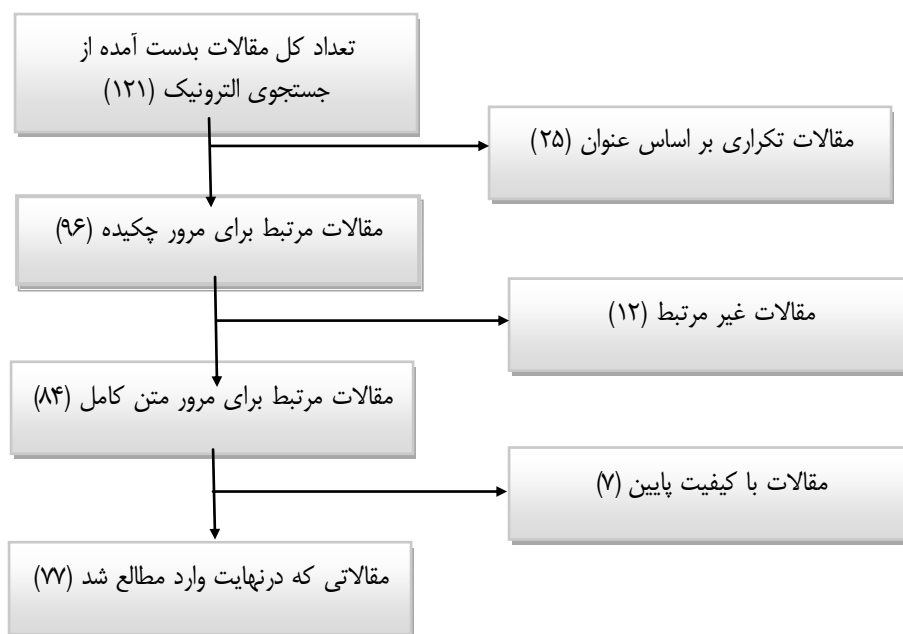 تعداد کل مقالات بدست آمده از
جستجوی الترونیک (۱۲۱)
مقالات تکراری بر اساس عنوان (۲۵)
مقالات مرتبط برای مرور چکیده (۹۶)
مقالات غیر مرتبط (۱۲)
مقالات مرتبط برای مرور متن کامل (۸۴)
مقالات با کیفیت پایین (۷)
مقالاتی که درنهایت وارد مطالع شد (۷۷)